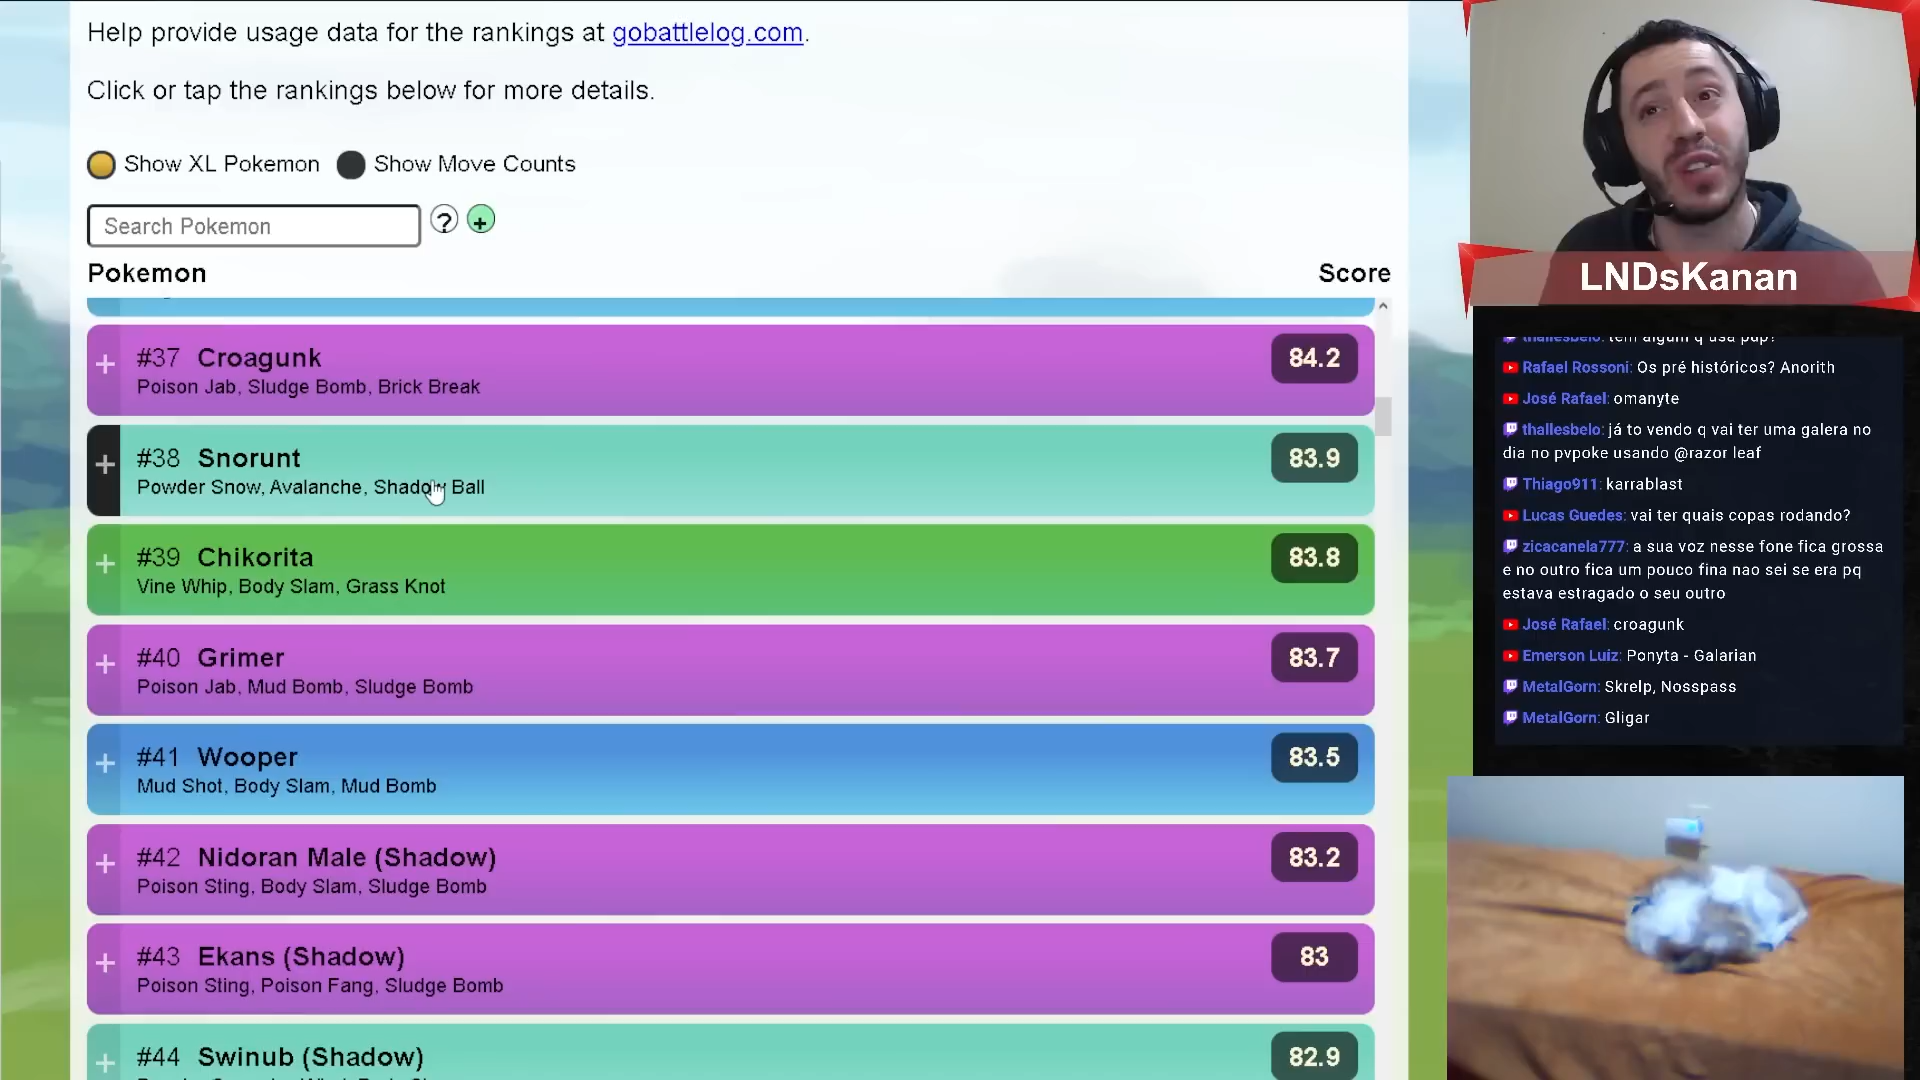 Help provide usage data for the rankings at gobattlelog.com.
Click or tap the rankings below for more details.
Show XL Pokemon Show Move Counts
Search Pokemon ? +
Pokemon Score
+ #37 Croagunk 84.2
Poison Jab, Sludge Bomb, Brick Break
+ #38 Snorunt 83.9
Powder Snow, Avalanche, Shadow Ball
+ #39 Chikorita 83.8
Vine Whip, Body Slam, Grass Knot
+ #40 Grimer 83.7
Poison Jab, Mud Bomb, Sludge Bomb
+ #41 Wooper 83.5
Mud Shot, Body Slam, Mud Bomb
+ #42 Nidoran Male (Shadow) 83.2
Poison Sting, Body Slam, Sludge Bomb
+ #43 Ekans (Shadow) 83
Poison Sting, Poison Fang, Sludge Bomb
+ #44 Swinub (Shadow) 82.9
LNDsKanan
thallesbelo: tem algum q usa pvp?
Rafael Rossoni: Os pré históricos? Anorith
José Rafael: omanyte
thallesbelo: já to vendo q vai ter uma galera no
dia no pvpoke usando @razor leaf
Thiago911: karrablast
Lucas Guedes: vai ter quais copas rodando?
zicacanela777: a sua voz nesse fone fica grossa
e no outro fica um pouco fina nao sei se era pq
estava estragado o seu outro
José Rafael: croagunk
Emerson Luiz: Ponyta - Galarian
MetalGorn: Skrelp, Nosspass
MetalGorn: Gligar